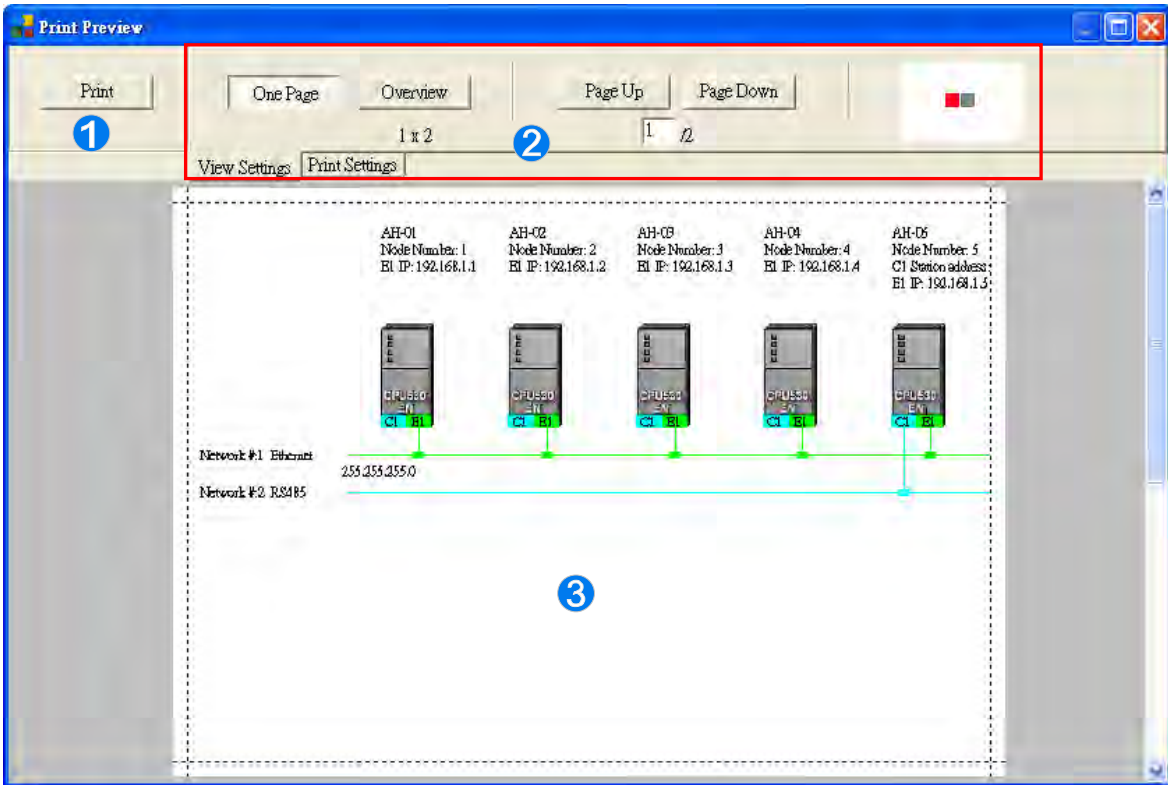 Print Preview
Print
One Page
Overview
Page Up
Page Down
1
1 x 2
2
1
/2
View Settings
Print Settings
AH-01
Node Number: 1
E1 IP: 192.168.1.1
AH-02
Node Number: 2
E1 IP: 192.168.1.2
AH-03
Node Number: 3
E1 IP: 192.168.1.3
AH-04
Node Number: 4
E1 IP: 192.168.1.4
AH-05
Node Number: 5
C1 Station address:
E1 IP: 192.168.1.5
CPU530
EN
C1 E1
CPU530
EN
C1 E1
CPU530
EN
C1 E1
CPU530
EN
C1 E1
CPU530
EN
C1 E1
Network #:1 Ethernet
255.255.255.0
Network #:2 RS485
3